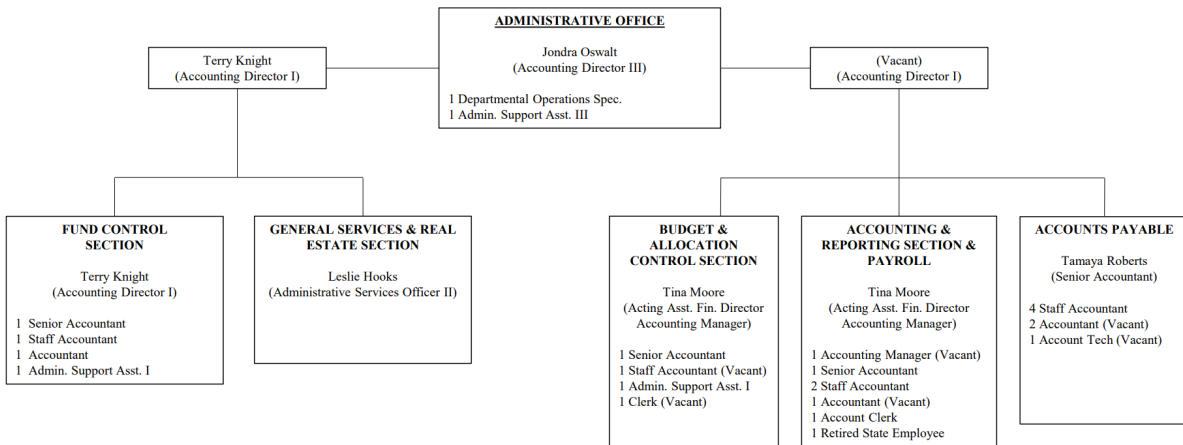 ADMINISTRATIVE OFFICE
Jondra Oswalt
(Accounting Director III)
1 Departmental Operations Spec.
1 Admin. Support Asst. III
Terry Knight
(Accounting Director I)
(Vacant)
(Accounting Director I)
FUND CONTROL
SECTION
Terry Knight
(Accounting Director I)
1 Senior Accountant
1 Staff Accountant
1 Accountant
1 Admin. Support Asst. I
GENERAL SERVICES & REAL
ESTATE SECTION
Leslie Hooks
(Administrative Services Officer II)
BUDGET &
ALLOCATION
CONTROL SECTION
Tina Moore
(Acting Asst. Fin. Director
Accounting Manager)
1 Senior Accountant
1 Staff Accountant (Vacant)
1 Admin. Support Asst. I
1 Clerk (Vacant)
ACCOUNTING &
REPORTING SECTION &
PAYROLL
Tina Moore
(Acting Asst. Fin. Director
Accounting Manager)
1 Accounting Manager (Vacant)
1 Senior Accountant
2 Staff Accountant
1 Accountant (Vacant)
1 Account Clerk
1 Retired State Employee
ACCOUNTS PAYABLE
Tamaya Roberts
(Senior Accountant)
4 Staff Accountant
2 Accountant (Vacant)
1 Account Tech (Vacant)